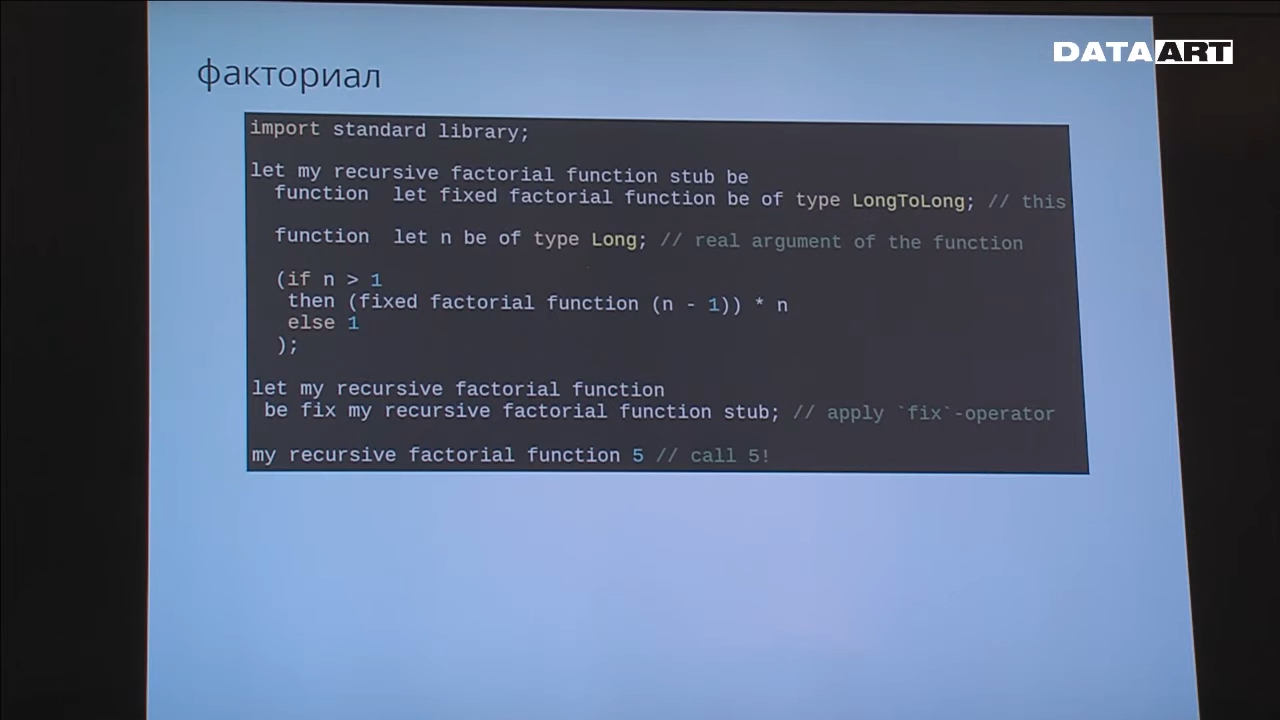 DATAART
факториал
import standard library;
let my recursive factorial function stub be
function  let fixed factorial function be of type LongToLong; // this
function  let n be of type Long; // real argument of the function
(if n > 1
then (fixed factorial function (n - 1)) * n
else 1
);
let my recursive factorial function
be fix my recursive factorial function stub; // apply `fix`-operator
my recursive factorial function 5 // call 5!